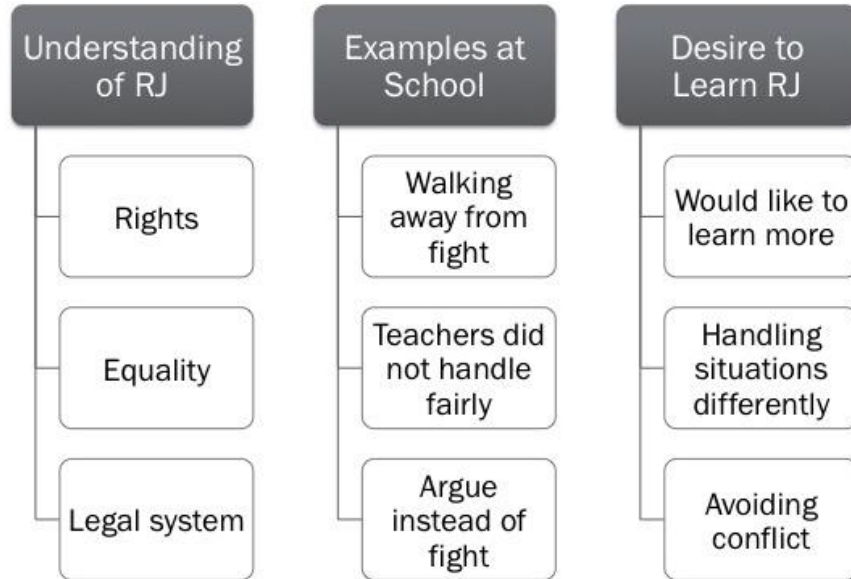 Understanding
of RJ
Rights
Equality
Legal system
Examples at
School
Walking
away from
fight
Teachers did
not handle
fairly
Argue
instead of
fight
Desire to
Learn RJ
Would like to
learn more
Handling
situations
differently
Avoiding
conflict